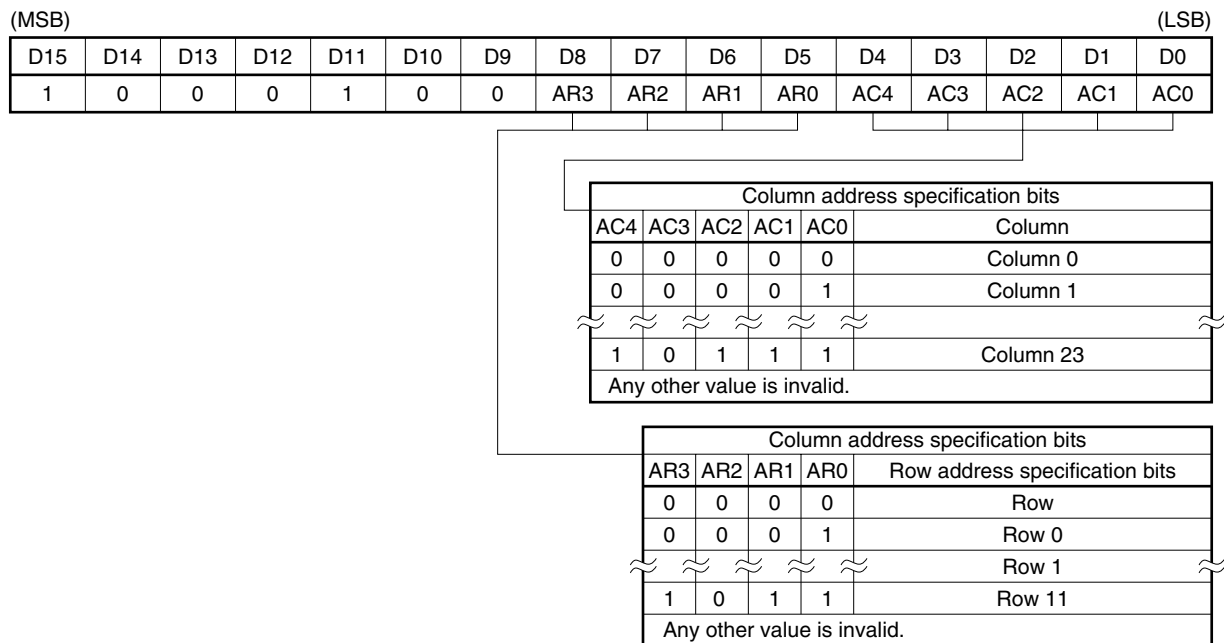 (MSB) (LSB)
D15 D14 D13 D12 D11 D10 D9 D8 D7 D6 D5 D4 D3 D2 D1 D0
1 0 0 0 1 0 0 AR3 AR2 AR1 AR0 AC4 AC3 AC2 AC1 AC0
Column address specification bits
AC4 AC3 AC2 AC1 AC0 Column
0 0 0 0 0 Column 0
0 0 0 0 1 Column 1
1 0 1 1 1 Column 23
Any other value is invalid.
Column address specification bits
AR3 AR2 AR1 AR0 Row address specification bits
0 0 0 0 Row
0 0 0 1 Row 0
Row 1
1 0 1 1 Row 11
Any other value is invalid.